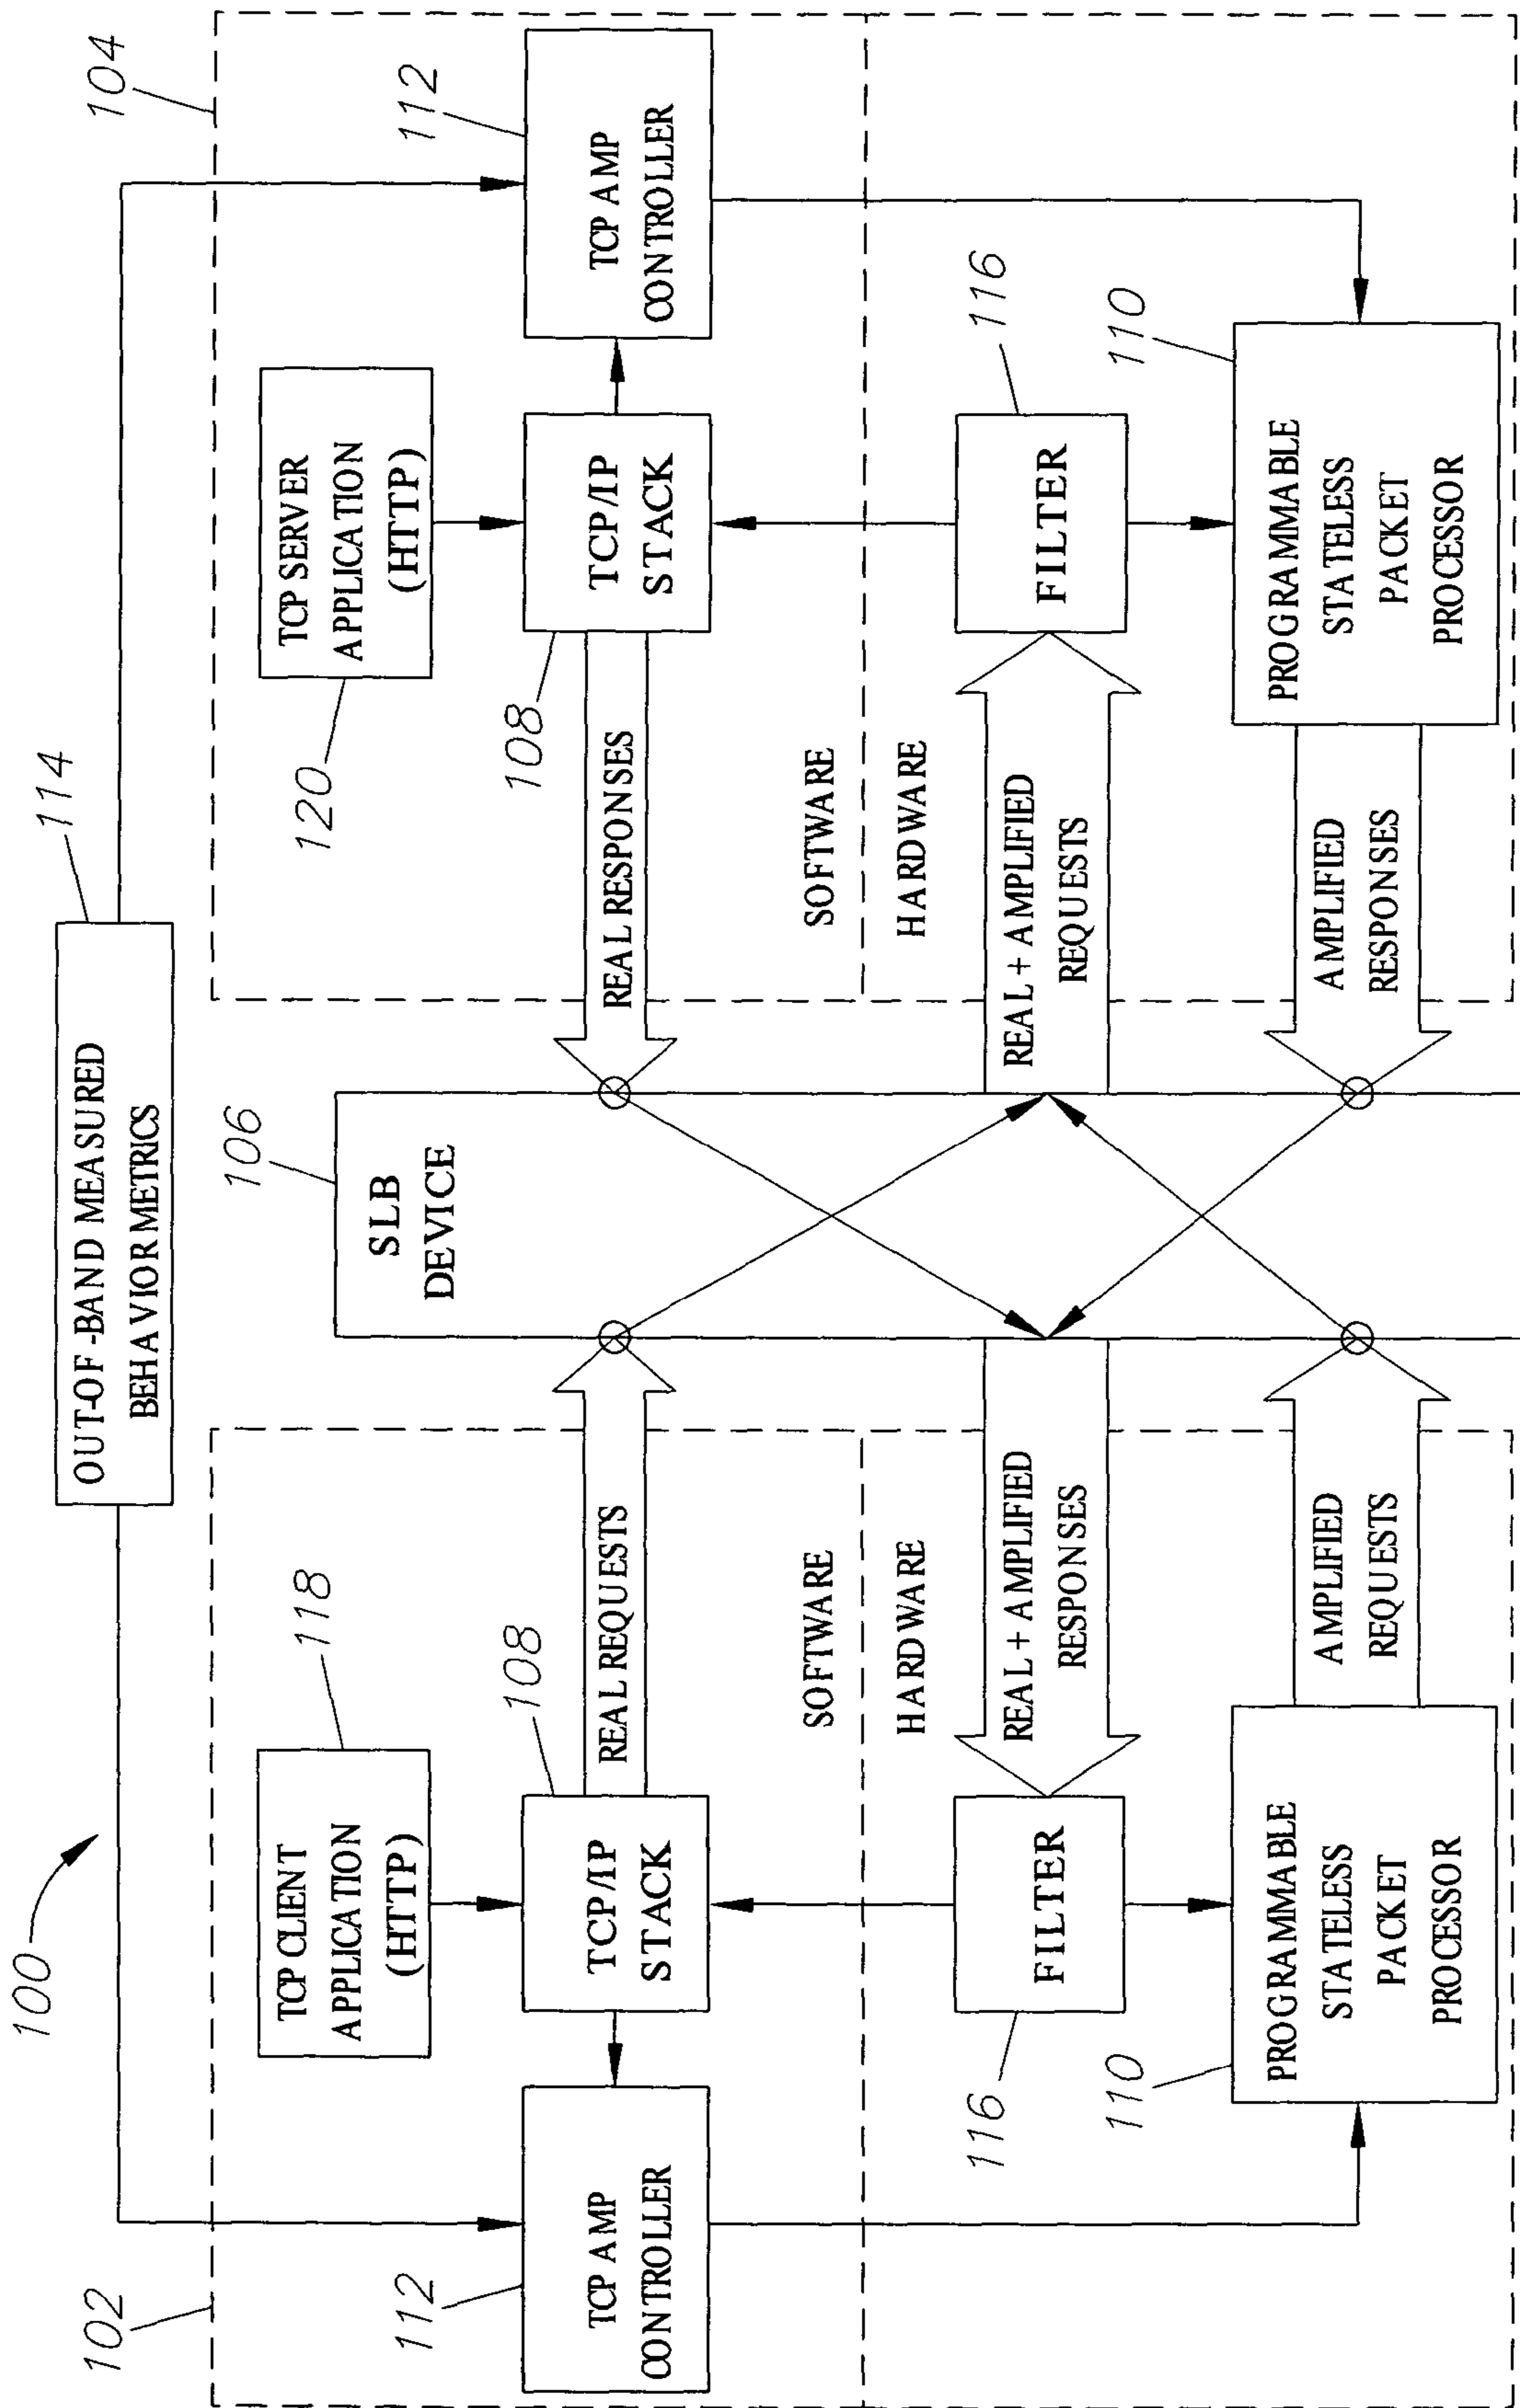 100
OUT-OF-BAND MEASURED
BEHAVIOR METRICS
114
102
104
TCP CLIENT
APPLICATION
(HTTP)
118
TCP AMP
CONTROLLER
112
TCP/IP
STACK
108
REAL REQUESTS
SOFTWARE
HARDWARE
FILTER
116
REAL + AMPLIFIED
RESPONSES
PROGRAMMABLE
STATELESS
PACKET
PROCESSOR
110
AMPLIFIED
REQUESTS
SLB
DEVICE
106
TCP SERVER
APPLICATION
(HTTP)
120
TCP/IP
STACK
108
TCP AMP
CONTROLLER
112
REAL RESPONSES
SOFTWARE
HARDWARE
REAL + AMPLIFIED
REQUESTS
FILTER
116
AMPLIFIED
RESPONSES
PROGRAMMABLE
STATELESS
PACKET
PROCESSOR
110